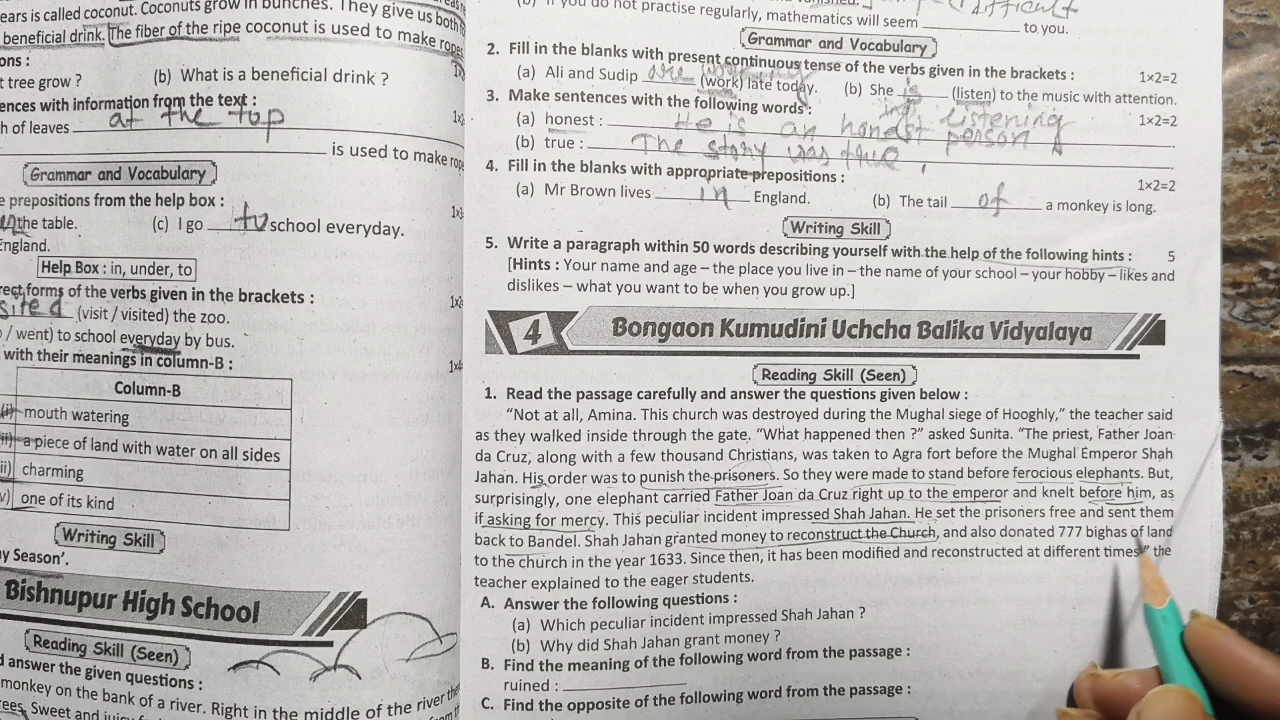 ears is called coconut. Coconuts grow in bunches. They give us both
beneficial drink. The fiber of the ripe coconut is used to make rope
ons :
t tree grow ? (b) What is a beneficial drink ?
ences with information from the text :
h of leaves at the top
is used to make rope
Grammar and Vocabulary
e prepositions from the help box :
the table. (c) I go to school everyday.
England.
Help Box : in, under, to
rect forms of the verbs given in the brackets :
(visit / visited) the zoo.
/ went) to school everyday by bus.
with their meanings in column-B :
Column-B
(i) mouth watering
ii) a piece of land with water on all sides
ii) charming
v) one of its kind
Writing Skill
y Season'.
Bishnupur High School
Reading Skill (Seen)
d answer the given questions :
monkey on the bank of a river. Right in the middle of the river the
rees. Sweet and
(b) If you do not practise regularly, mathematics will seem difficult to you.
Grammar and Vocabulary
2. Fill in the blanks with present continuous tense of the verbs given in the brackets : 1×2=2
(a) Ali and Sudip are working (work) late today. (b) She is (listen) to the music with attention.
listening
3. Make sentences with the following words : 1×2=2
(a) honest : He is an honest person
(b) true : The story was true
4. Fill in the blanks with appropriate prepositions : 1×2=2
(a) Mr Brown lives in England. (b) The tail of a monkey is long.
Writing Skill
5. Write a paragraph within 50 words describing yourself with the help of the following hints : 5
[Hints : Your name and age – the place you live in – the name of your school – your hobby – likes and
dislikes – what you want to be when you grow up.]
4 Bongaon Kumudini Uchcha Balika Vidyalaya
Reading Skill (Seen)
1. Read the passage carefully and answer the questions given below :
"Not at all, Amina. This church was destroyed during the Mughal siege of Hooghly," the teacher said
as they walked inside through the gate. "What happened then ?" asked Sunita. "The priest, Father Joan
da Cruz, along with a few thousand Christians, was taken to Agra fort before the Mughal Emperor Shah
Jahan. His order was to punish the prisoners. So they were made to stand before ferocious elephants. But,
surprisingly, one elephant carried Father Joan da Cruz right up to the emperor and knelt before him, as
if asking for mercy. This peculiar incident impressed Shah Jahan. He set the prisoners free and sent them
back to Bandel. Shah Jahan granted money to reconstruct the Church, and also donated 777 bighas of land
to the church in the year 1633. Since then, it has been modified and reconstructed at different times" the
teacher explained to the eager students.
A. Answer the following questions :
(a) Which peculiar incident impressed Shah Jahan ?
(b) Why did Shah Jahan grant money ?
B. Find the meaning of the following word from the passage :
ruined :
C. Find the opposite of the following word from the passage :